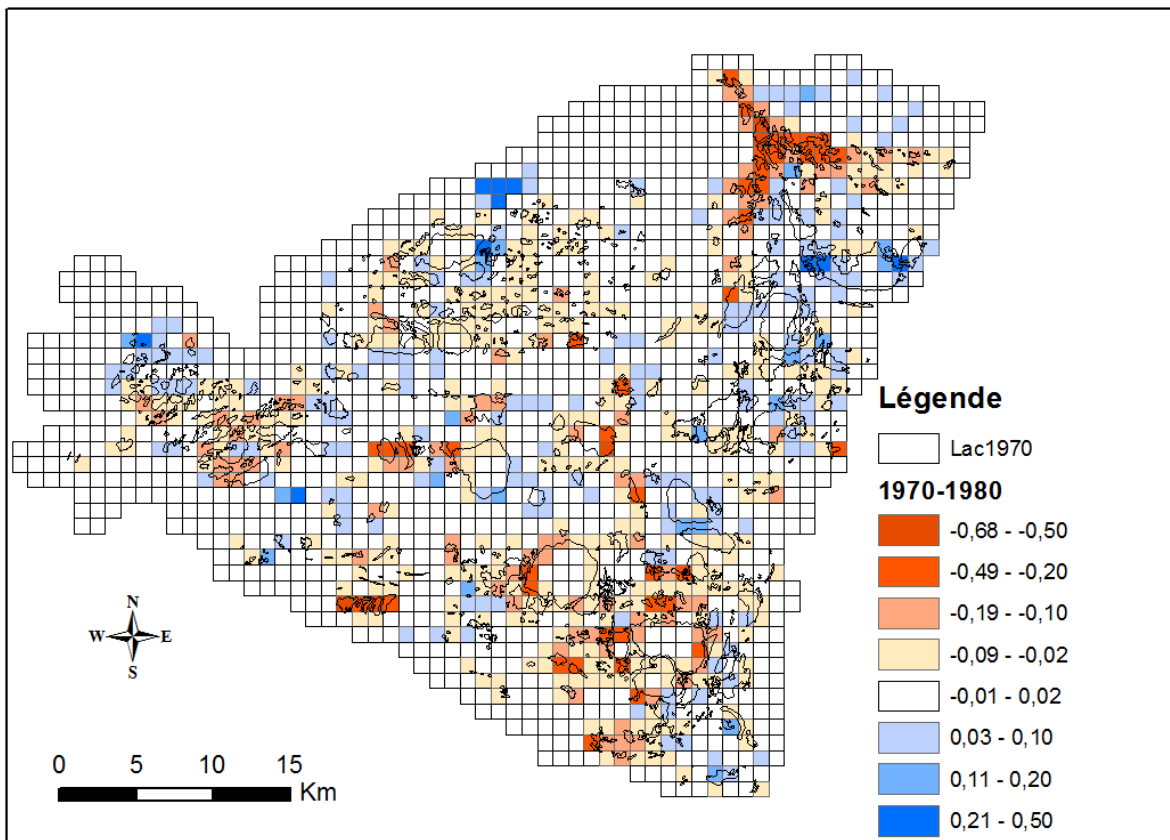 N
W E
S
0 5 10 15
Km
Légende
Lac1970
1970-1980
-0,68 - -0,50
-0,49 - -0,20
-0,19 - -0,10
-0,09 - -0,02
-0,01 - 0,02
0,03 - 0,10
0,11 - 0,20
0,21 - 0,50